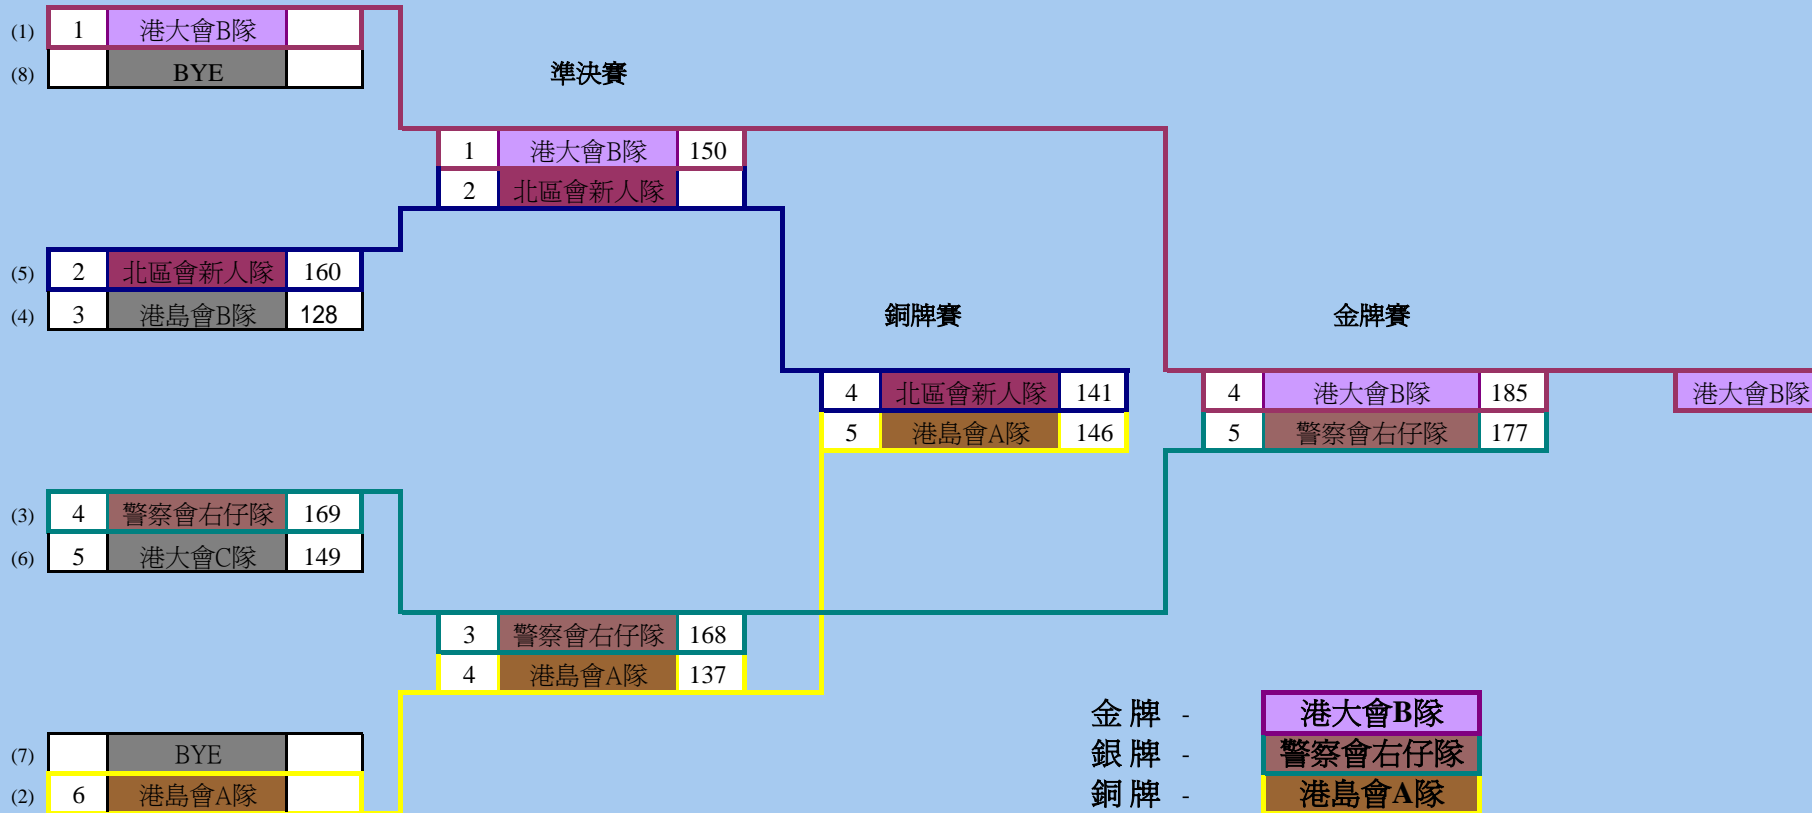 (1) 1 港大會B隊
(8) BYE
準決賽
1 港大會B隊 150
2 北區會新人隊
(5) 2 北區會新人隊 160
(4) 3 港島會B隊 128
銅牌賽 金牌賽
4 北區會新人隊 141 4 港大會B隊 185 港大會B隊
5 港島會A隊 146 5 警察會右仔隊 177
(3) 4 警察會右仔隊 169
(6) 5 港大會C隊 149
3 警察會右仔隊 168
4 港島會A隊 137
金牌 - 港大會B隊
(7) BYE 銀牌 - 警察會右仔隊
(2) 6 港島會A隊 銅牌 - 港島會A隊